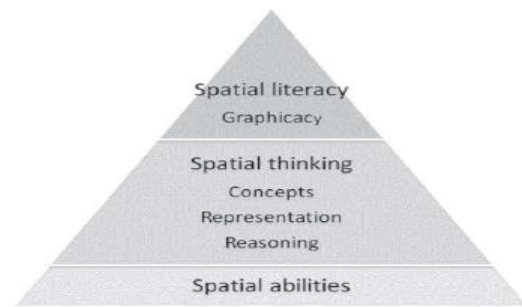 Spatial literacy
Graphicacy
Spatial thinking
Concepts
Representation
Reasoning
Spatial abilities